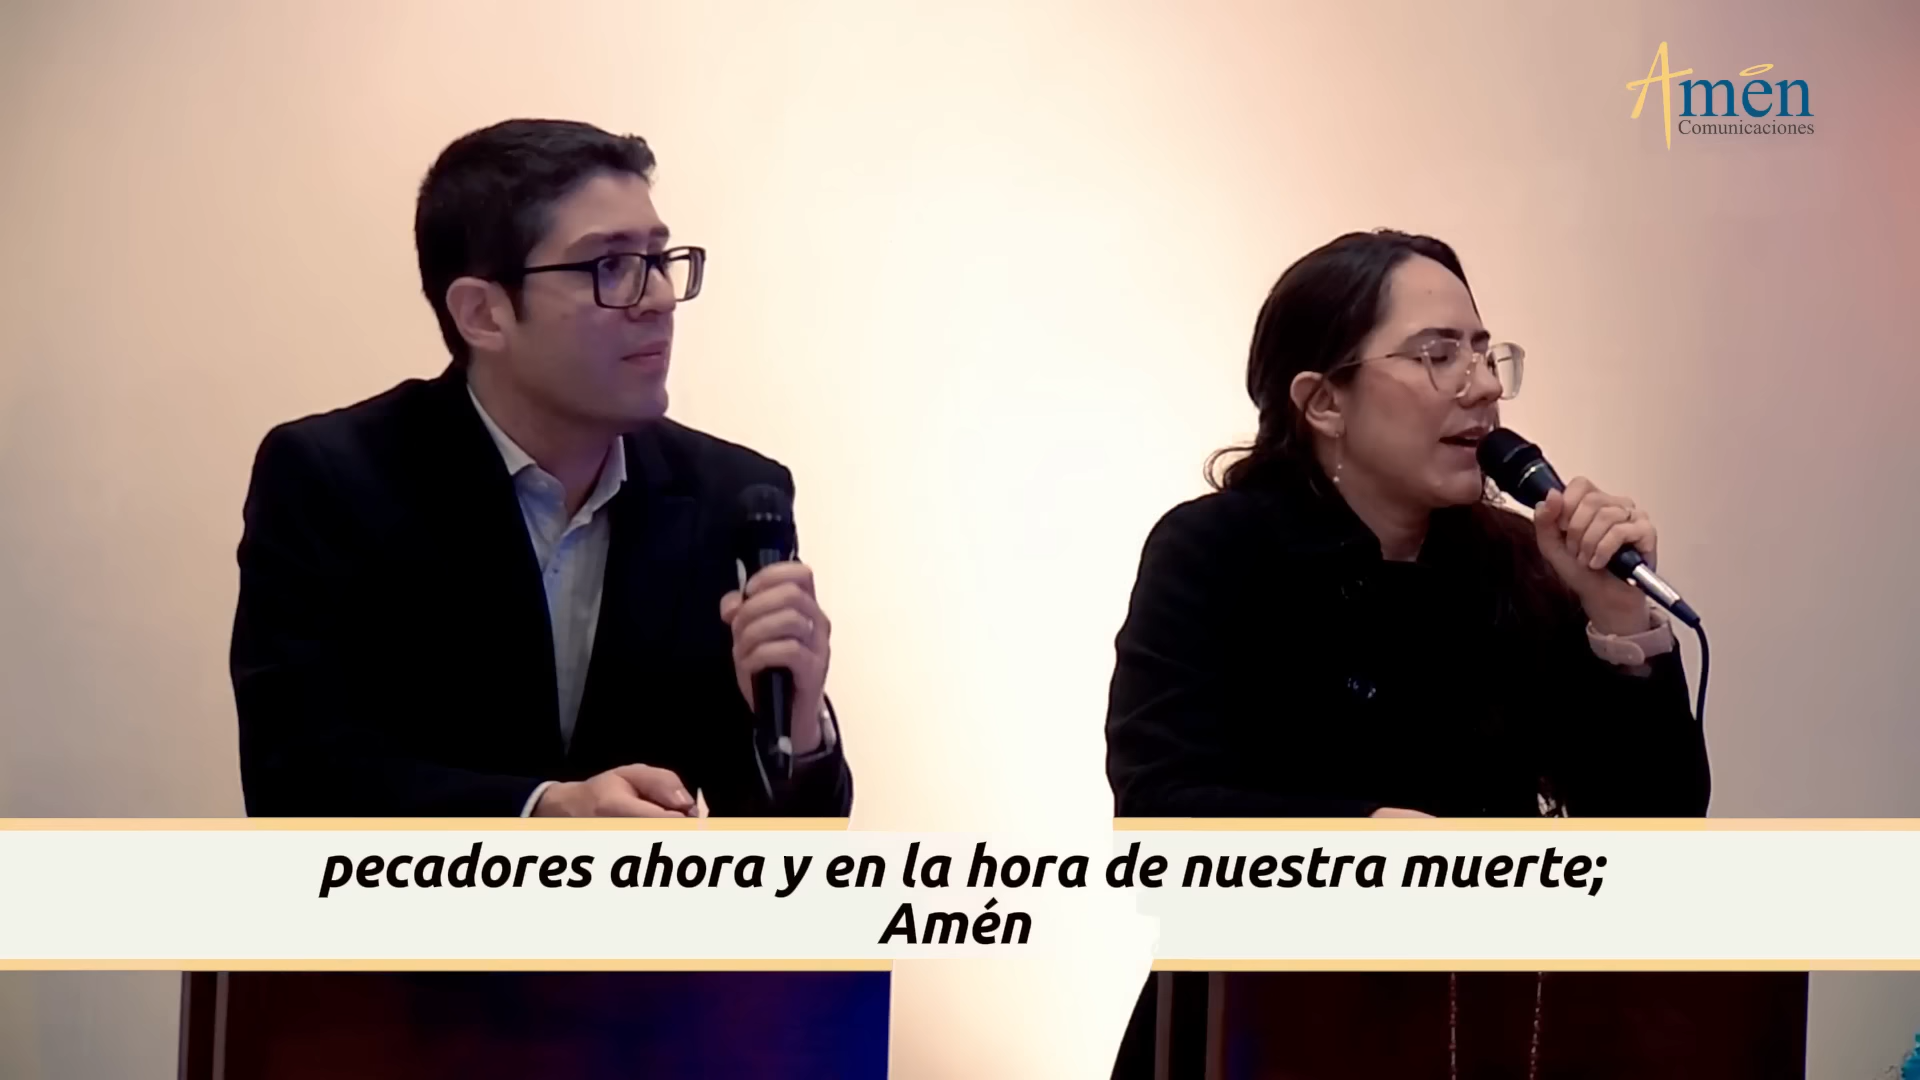 Amén
Comunicaciones
pecadores ahora y en la hora de nuestra muerte;
Amén